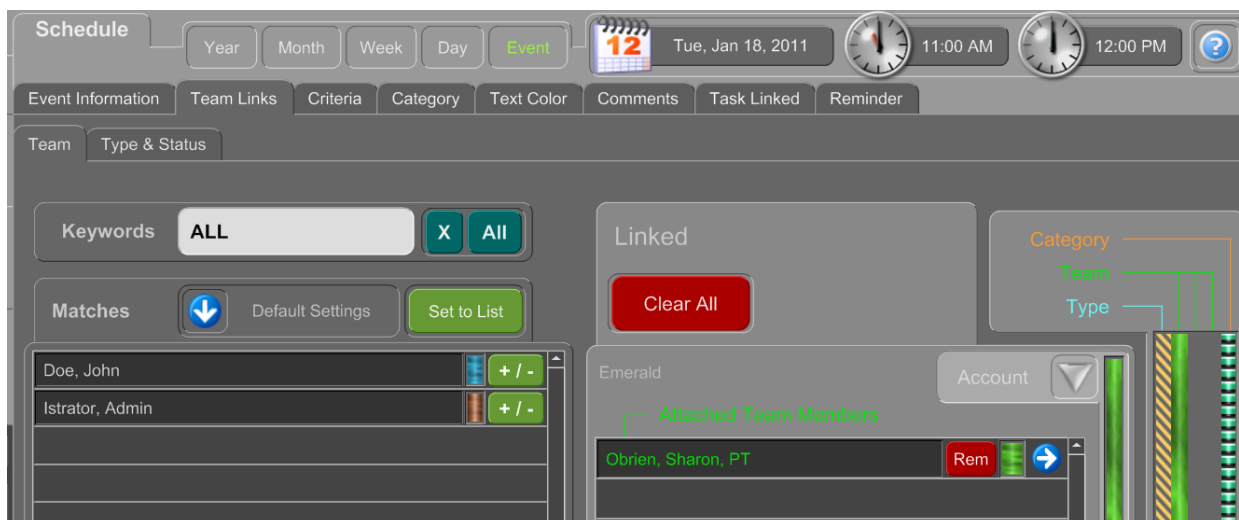 Schedule
Year Month Week Day Event 12 Tue, Jan 18, 2011 11:00 AM 12:00 PM ?
Event Information Team Links Criteria Category Text Color Comments Task Linked Reminder
Team Type & Status
Keywords ALL X All
Linked
Category
Team
Type
Matches Default Settings Set to List
Clear All
Doe, John + / -
Istrator, Admin + / -
Emerald Account
Attached Team Members
Obrien, Sharon, PT Rem